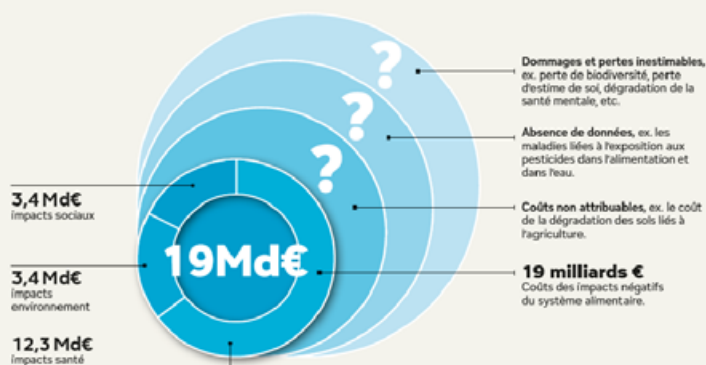 ?
?
?
Dommages et pertes inestimables,
ex. perte de biodiversité, perte
d'estime de soi, dégradation de la
santé mentale, etc.
Absence de données, ex. les
maladies liées à l'exposition aux
pesticides dans l'alimentation et
dans l'eau.
Coûts non attribuables, ex. le coût
de la dégradation des sols liés à
l'agriculture.
19 milliards €
Coûts des impacts négatifs
du système alimentaire.
3,4 Md€
impacts sociaux
3,4 Md€
impacts
environnement
12,3 Md€
impacts santé
19Md€